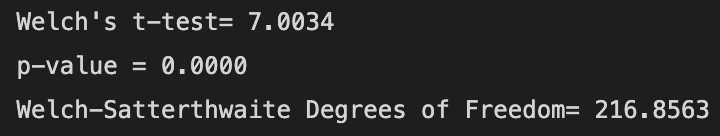 Welch's t-test= 7.0034
p-value = 0.0000
Welch-Satterthwaite Degrees of Freedom= 216.8563